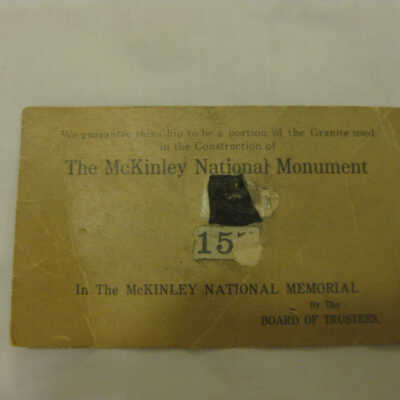 We guarantee this Chip to be a portion of the Granite used
in the Construction of
The McKinley National Monument
15
In The McKINLEY NATIONAL MEMORIAL
By The
BOARD OF TRUSTEES.